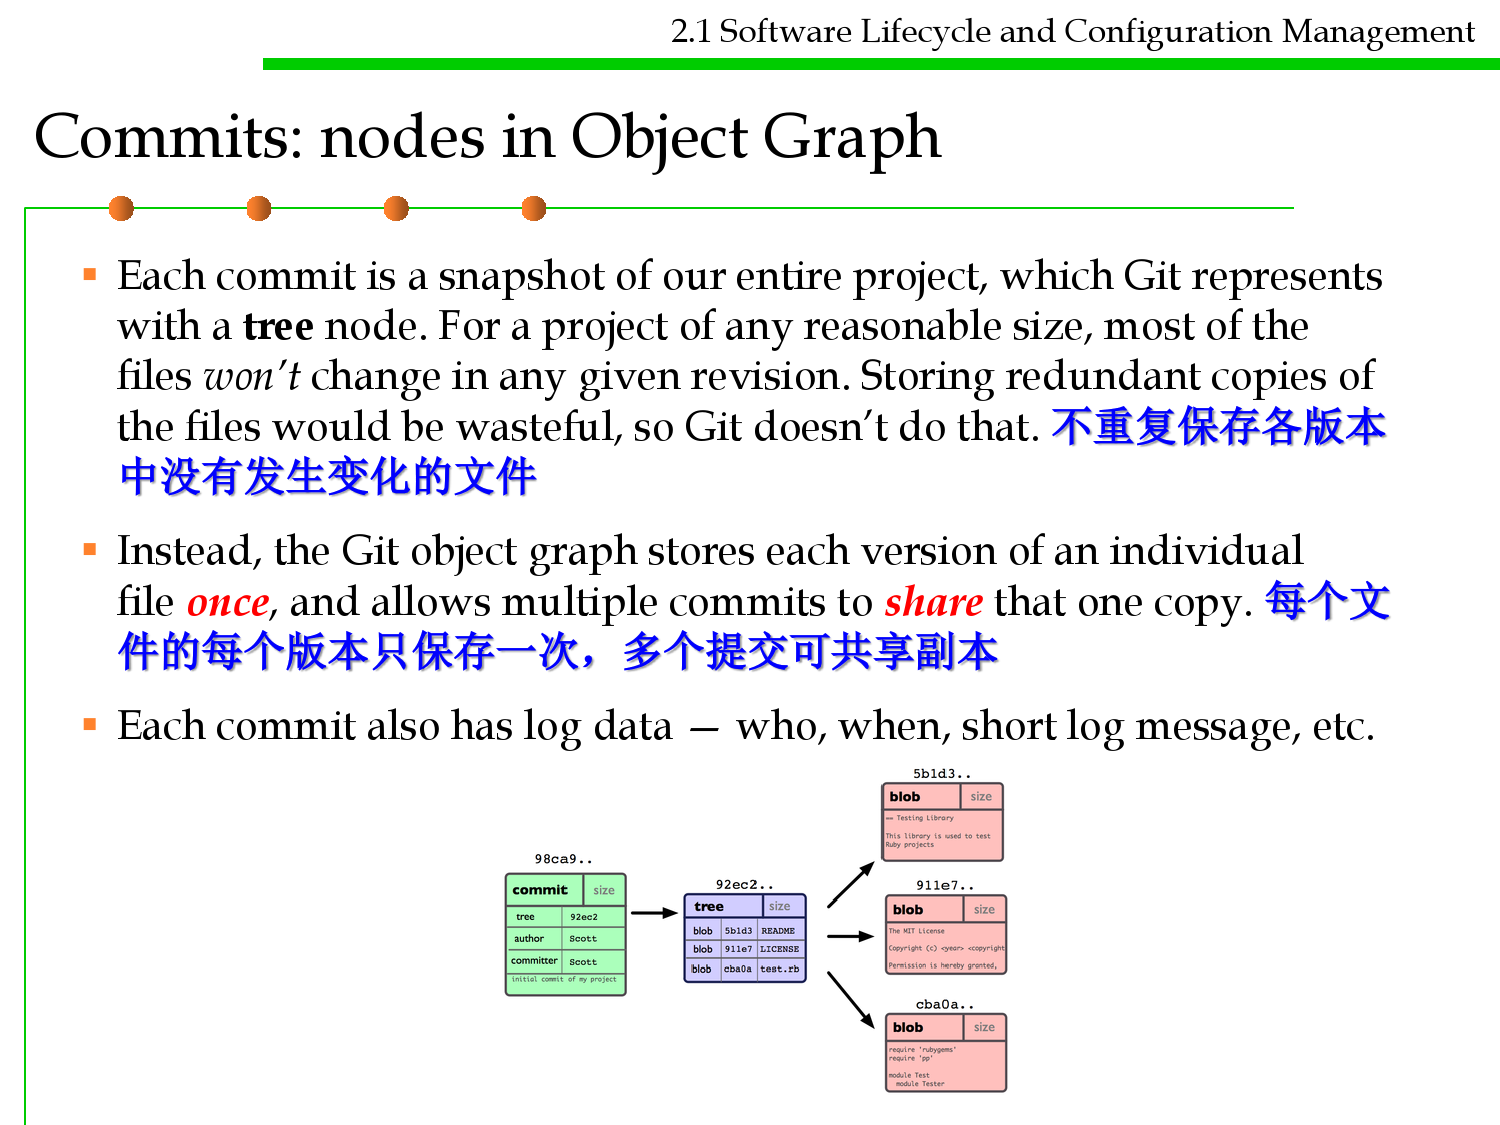 2.1 Software Lifecycle and Configuration Management
Commits: nodes in Object Graph
Each commit is a snapshot of our entire project, which Git represents
with a tree node. For a project of any reasonable size, most of the
files won’t change in any given revision. Storing redundant copies of
the files would be wasteful, so Git doesn’t do that. 不重复保存各版本
中没有发生变化的文件
Instead, the Git object graph stores each version of an individual
file once, and allows multiple commits to share that one copy. 每个文
件的每个版本只保存一次，多个提交可共享副本
Each commit also has log data — who, when, short log message, etc.
98ca9..
commit size
tree 92ec2
author Scott
committer Scott
initial commit of my project
92ec2..
tree size
blob 5b1d3 README
blob 911e7 LICENSE
blob cba0a test.rb
5b1d3..
blob size
== Testing Library
This library is used to test
Ruby projects
911e7..
blob size
The MIT License
Copyright (c) <year> <copyright
Permission is hereby granted,
cba0a..
blob size
require 'rubygems'
require 'pp'
module Test
module Tester